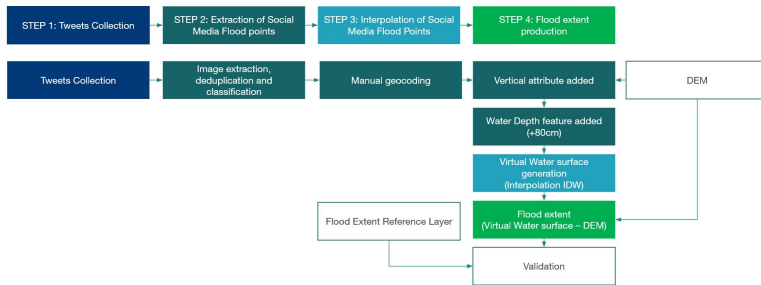 STEP 1: Tweets Collection
STEP 2: Extraction of Social
Media Flood points
STEP 3: Interpolation of Social
Media Flood Points
STEP 4: Flood extent
production
Tweets Collection
Image extraction,
deduplication and
classification
Manual geocoding
Vertical attribute added
DEM
Water Depth feature added
(+80cm)
Virtual Water surface
generation
(Interpolation IDW)
Flood Extent Reference Layer
Flood extent
(Virtual Water surface – DEM)
Validation